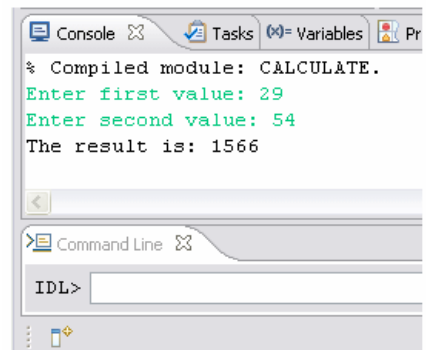 Console Tasks (x)= Variables Pr
% Compiled module: CALCULATE.
Enter first value: 29
Enter second value: 54
The result is: 1566
Command Line
IDL>